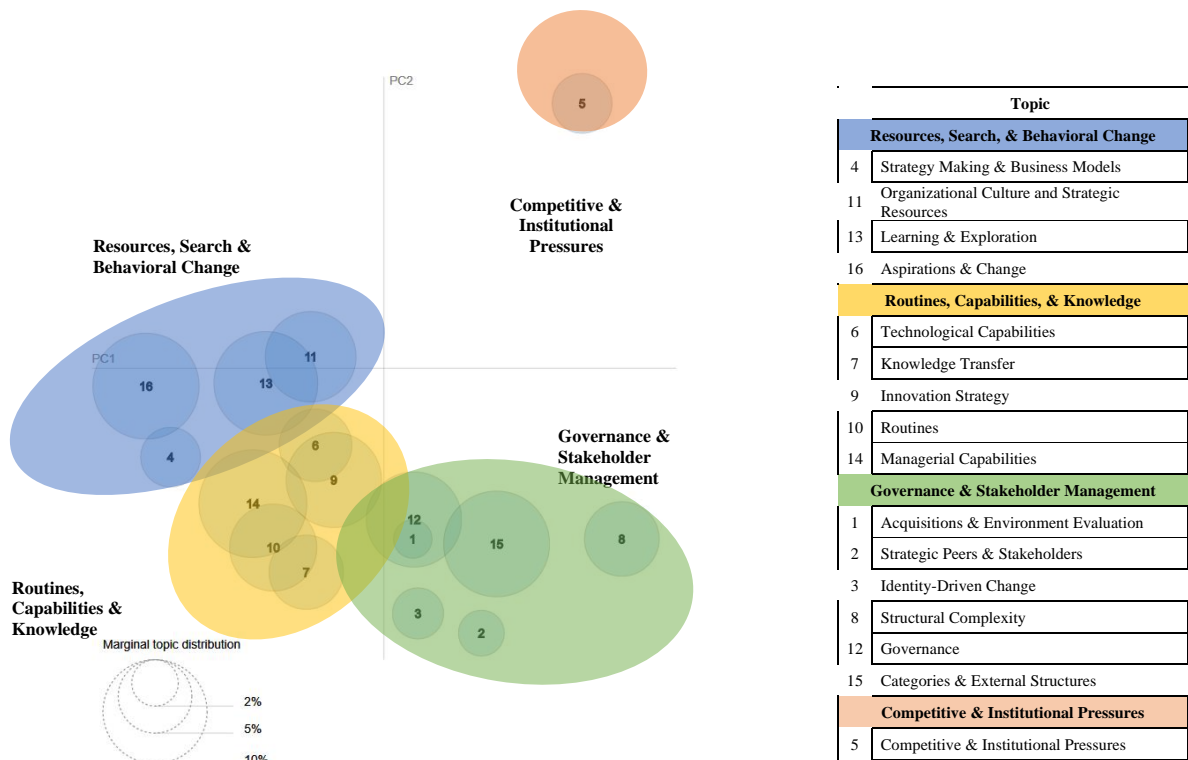 PC2
5
Competitive &
Institutional
Pressures
Resources, Search &
Behavioral Change
PC1
11
16
13
4
6
9
14
10
7
Governance &
Stakeholder
Management
12
1
15
8
3
2
Routines,
Capabilities &
Knowledge
Marginal topic distribution
2%
5%
10%
Topic
Resources, Search, & Behavioral Change
4 Strategy Making & Business Models
11 Organizational Culture and Strategic
Resources
13 Learning & Exploration
16 Aspirations & Change
Routines, Capabilities, & Knowledge
6 Technological Capabilities
7 Knowledge Transfer
9 Innovation Strategy
10 Routines
14 Managerial Capabilities
Governance & Stakeholder Management
1 Acquisitions & Environment Evaluation
2 Strategic Peers & Stakeholders
3 Identity-Driven Change
8 Structural Complexity
12 Governance
15 Categories & External Structures
Competitive & Institutional Pressures
5 Competitive & Institutional Pressures